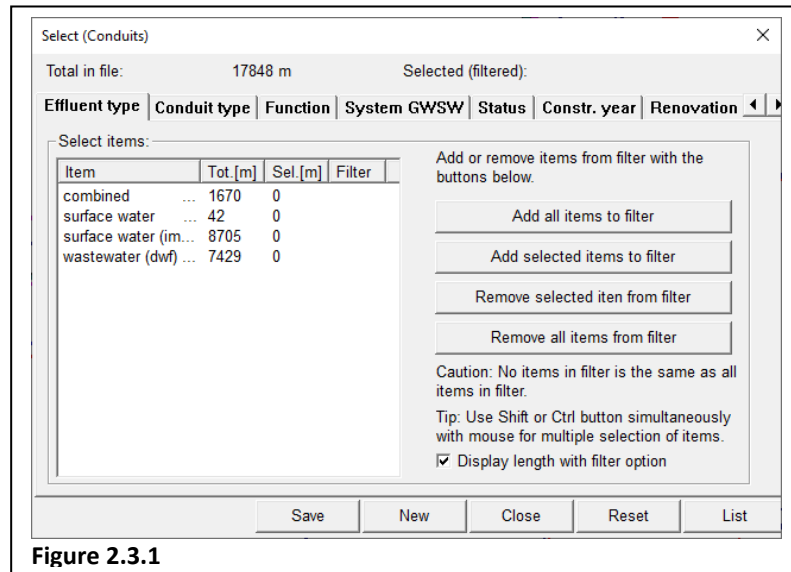 Select (Conduits)
Total in file: 17848 m Selected (filtered):
Effluent type Conduit type Function System GWSW Status Constr. year Renovation
Select items:
Item Tot.[m] Sel.[m] Filter
combined ... 1670 0
surface water ... 42 0
surface water (im... 8705 0
wastewater (dwf) ... 7429 0
Add or remove items from filter with the
buttons below.
Add all items to filter
Add selected items to filter
Remove selected iten from filter
Remove all items from filter
Caution: No items in filter is the same as all
items in filter.
Tip: Use Shift or Ctrl button simultaneously
with mouse for multiple selection of items.
Display length with filter option
Save New Close Reset List
Figure 2.3.1